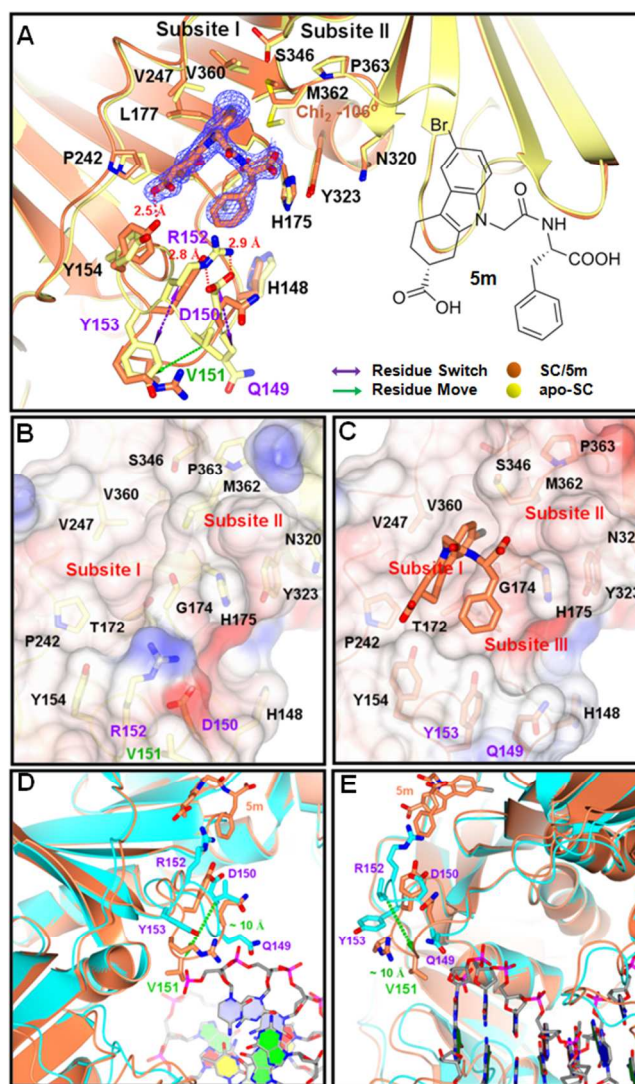 A
Subsite I
Subsite II
S346
V360
P363
V247
M362
L177
Chi2 -106°
P242
N320
Br
Y323
2.5 Å
H175
R152
2.9 Å
Y154
2.8 Å
H148
D150
Y153
V151
Q149
O
N
NH
COOH
O
OH
5m
Residue Switch
SC/5m
Residue Move
apo-SC
B
S346
P363
V360
M362
V247
Subsite II
N320
Subsite I
G174
Y323
H175
T172
P242
Y154
H148
R152
D150
V151
C
S346
P363
M362
V360
V247
Subsite II
N320
Subsite I
G174
Y323
H175
P242
T172
Subsite III
Y154
H148
Y153
Q149
D
5m
R152
D150
Y153
~ 10 Å
Q149
V151
E
5m
R152
D150
Y153
Q149
~ 10 Å
V151